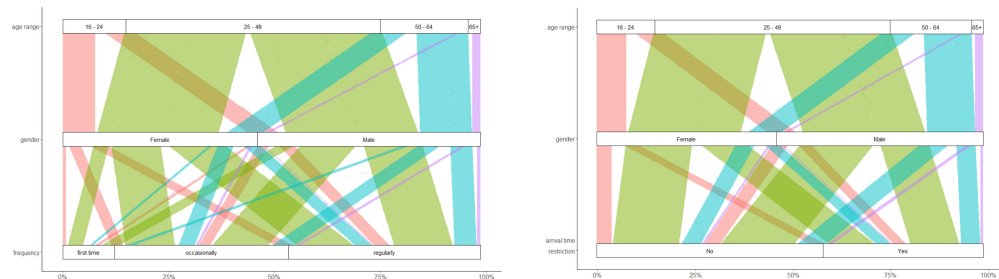 age range
16 - 24
25 - 49
50 - 64
65+
gender
Female
Male
frequency
first time
occasionally
regularly
0%
25%
50%
75%
100%
age range
16 - 24
25 - 49
50 - 64
65+
gender
Female
Male
arrival time
restriction
No
Yes
0%
25%
50%
75%
100%